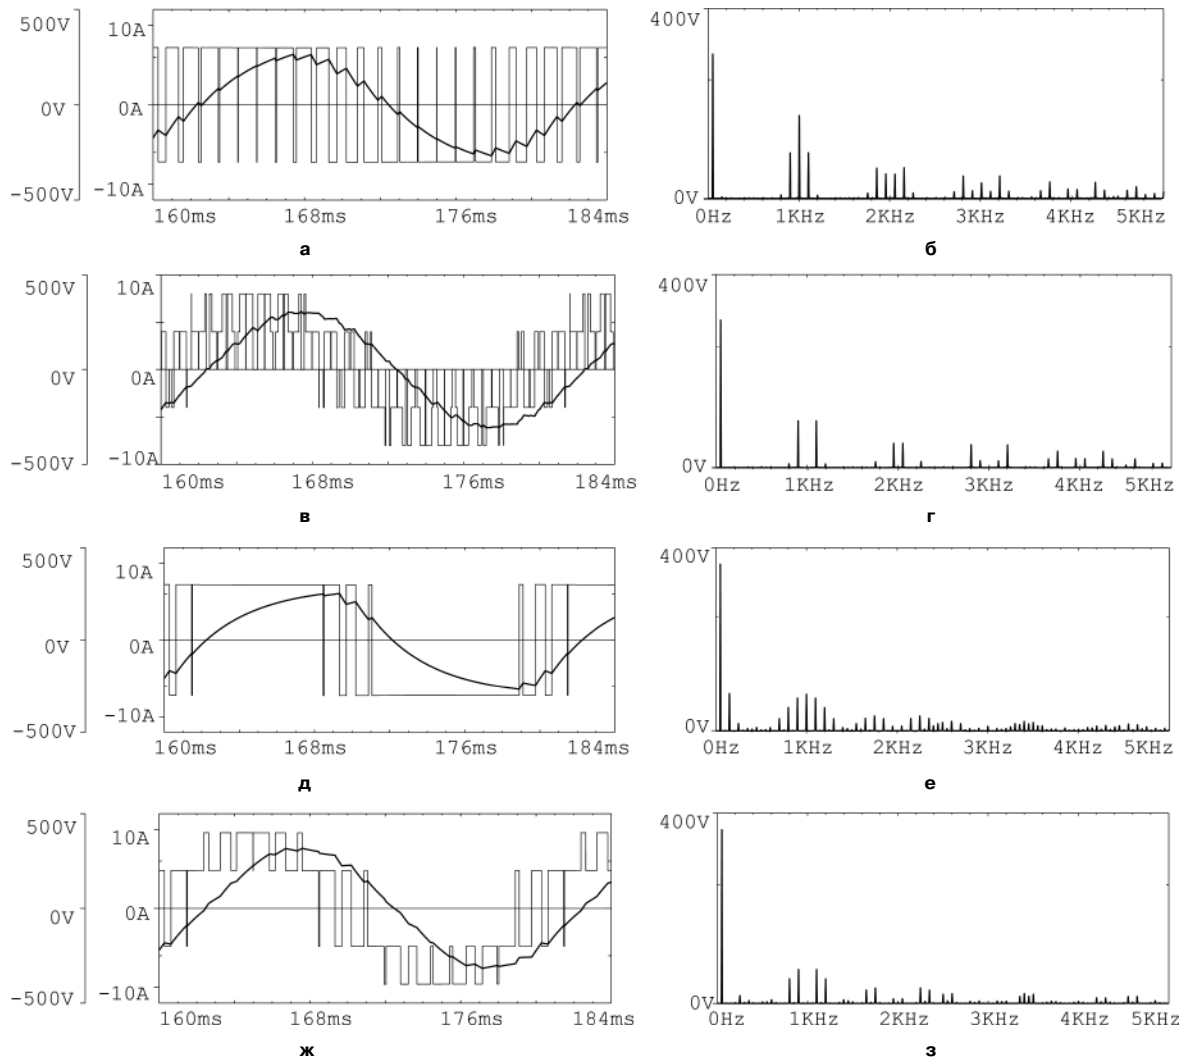 500V 10A 400V
0V 0A
-500V -10A 0V
160ms 168ms 176ms 184ms 0Hz 1KHz 2KHz 3KHz 4KHz 5KHz
а б
500V 10A 400V
0V 0A
-500V -10A 0V
160ms 168ms 176ms 184ms 0Hz 1KHz 2KHz 3KHz 4KHz 5KHz
в г
500V 10A 400V
0V 0A
-500V -10A 0V
160ms 168ms 176ms 184ms 0Hz 1KHz 2KHz 3KHz 4KHz 5KHz
д е
500V 10A 400V
0V 0A
-500V -10A 0V
160ms 168ms 176ms 184ms 0Hz 1KHz 2KHz 3KHz 4KHz 5KHz
ж з